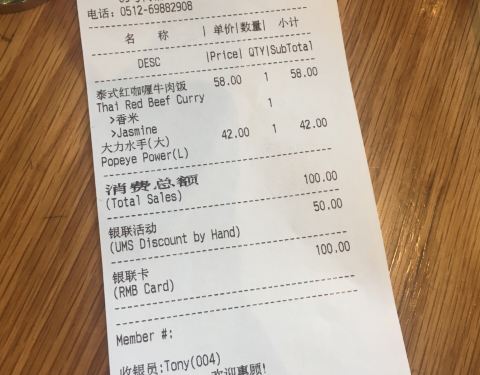 电话：0512-69882908
名 称 |单价|数量| 小计
DESC |Price| QTY|SubTotal
泰式红咖喱牛肉饭 58.00 1 58.00
Thai Red Beef Curry
>香米 1
>Jasmine
大力水手(大) 42.00 1 42.00
Popeye Power(L)
消费总额 100.00
(Total Sales)
银联活动 50.00
(UMS Discount by Hand)
银联卡 100.00
(RMB Card)
Member #:
收银员:Tony(004)
欢迎惠顾!